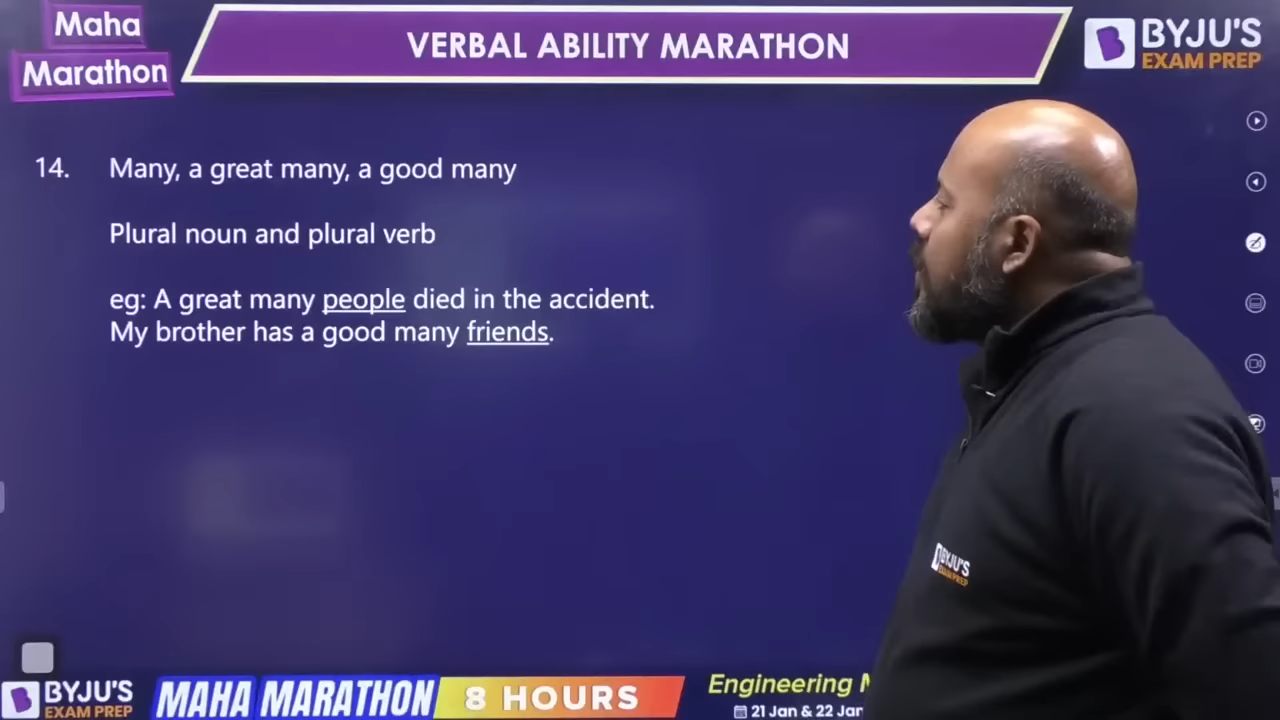 Maha
Marathon
VERBAL ABILITY MARATHON
BYJU'S
EXAM PREP
14. Many, a great many, a good many
Plural noun and plural verb
eg: A great many people died in the accident.
My brother has a good many friends.
BYJU'S
EXAM PREP
BYJU'S
EXAM PREP
MAHA MARATHON
8 HOURS
Engineering
21 Jan & 22 Jan